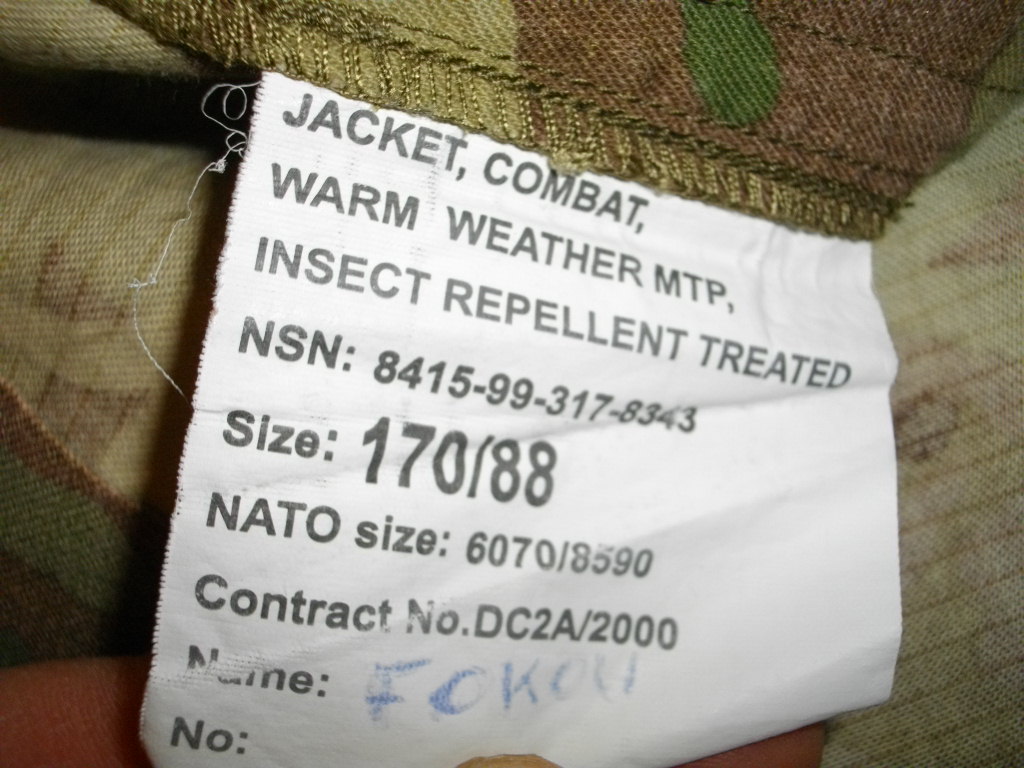 JACKET, COMBAT,
WARM WEATHER MTP,
INSECT REPELLENT TREATED
NSN: 8415-99-317-8343
Size: 170/88
NATO size: 6070/8590
Contract No.DC2A/2000
Name: FOKOU
No: